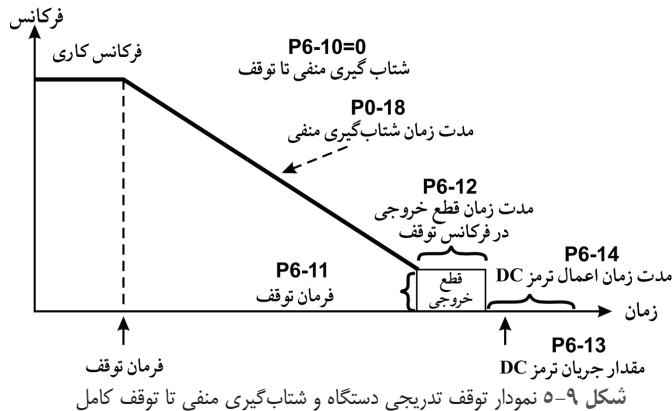 فرکانس
فرکانس کاری
P6-10=0
شتاب گیری منفی تا توقف
P0-18
مدت زمان شتاب‌گیری منفی
P6-12
مدت زمان قطع خروجی
در فرکانس توقف
P6-14
مدت زمان اعمال ترمز DC
P6-11
فرمان توقف
قطع
خروجی
زمان
P6-13
مقدار جریان ترمز DC
فرمان توقف
شکل ۹-۵ نمودار توقف تدریجی دستگاه و شتاب‌گیری منفی تا توقف کامل